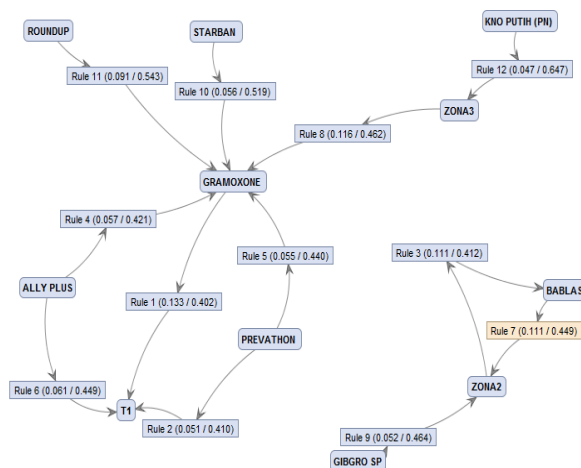 ROUNDUP
STARBAN
KNO PUTIH (PN)
Rule 11 (0.091 / 0.543)
Rule 10 (0.056 / 0.519)
Rule 12 (0.047 / 0.647)
ZONA3
Rule 8 (0.116 / 0.462)
GRAMOXONE
Rule 4 (0.057 / 0.421)
Rule 5 (0.055 / 0.440)
Rule 3 (0.111 / 0.412)
ALLY PLUS
BABLAS
Rule 1 (0.133 / 0.402)
Rule 7 (0.111 / 0.449)
PREVATHON
Rule 6 (0.061 / 0.449)
ZONA2
T1
Rule 2 (0.051 / 0.410)
Rule 9 (0.052 / 0.464)
GIBGRO SP